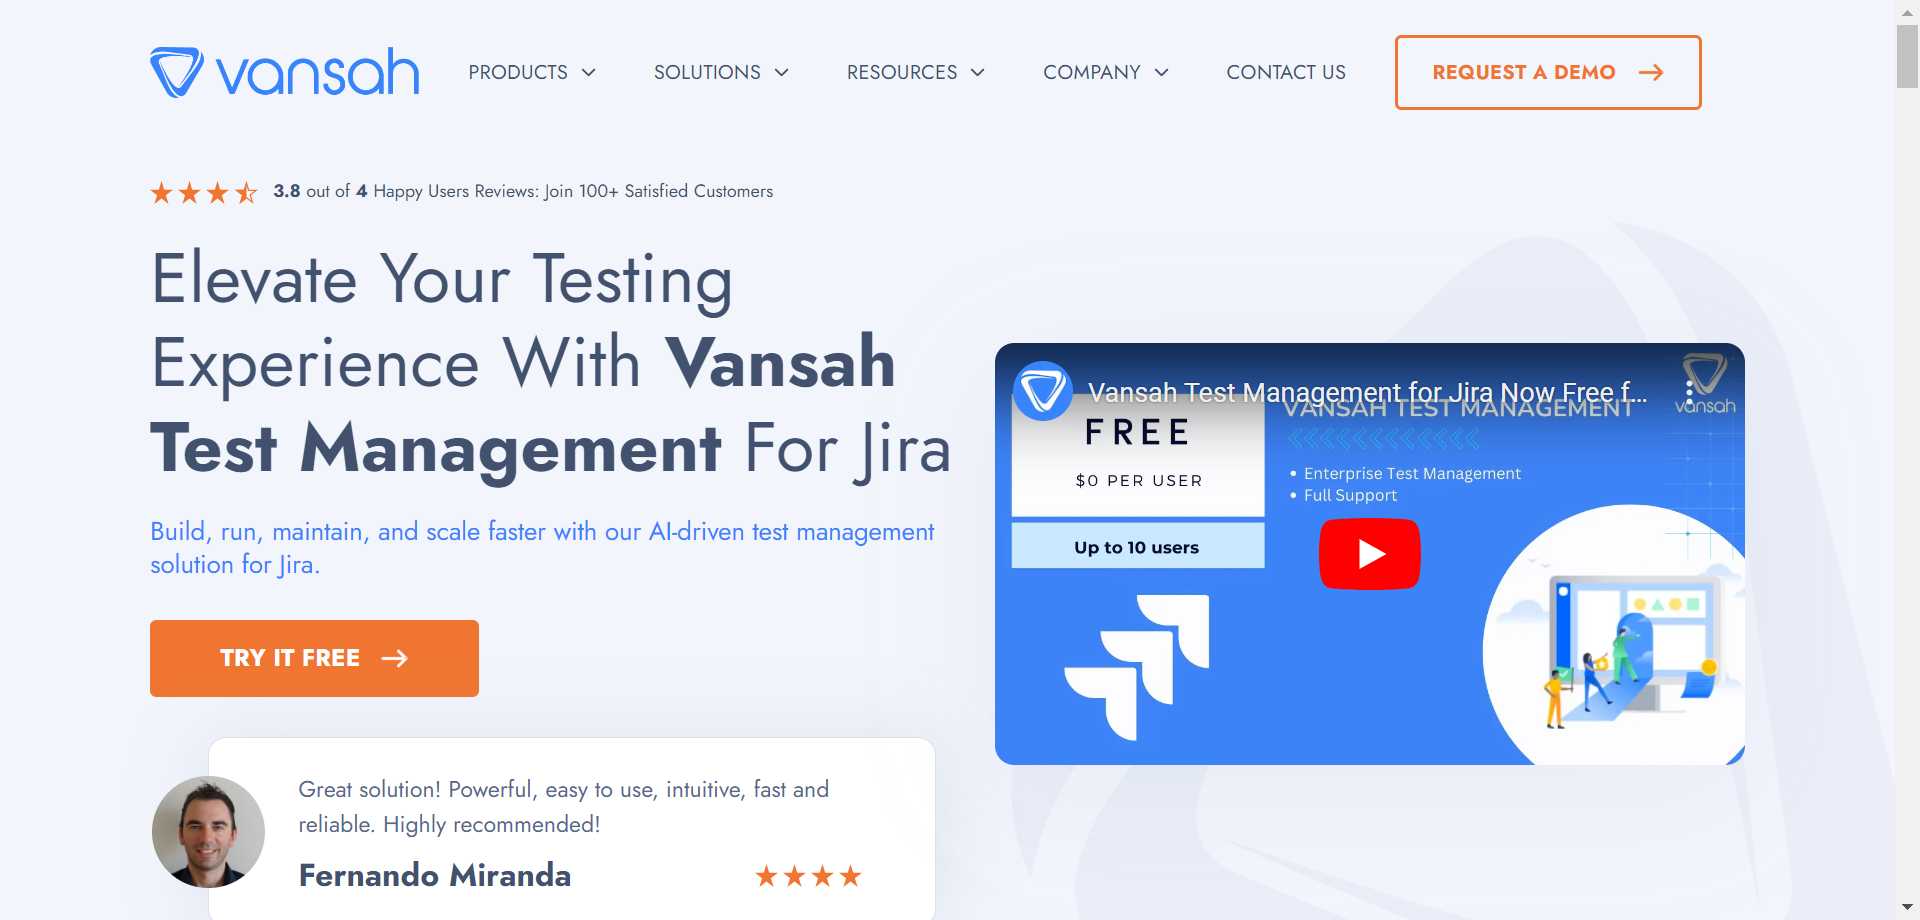 vansah
PRODUCTS
SOLUTIONS
RESOURCES
COMPANY
CONTACT US
REQUEST A DEMO
3.8 out of 4 Happy Users Reviews: Join 100+ Satisfied Customers
Elevate Your Testing
Experience With Vansah
Test Management For Jira
Build, run, maintain, and scale faster with our AI-driven test management
solution for Jira.
TRY IT FREE
Great solution! Powerful, easy to use, intuitive, fast and
reliable. Highly recommended!
Fernando Miranda
Vansah Test Management for Jira Now Free f...
vansah
VANSAH TEST MANAGEMENT
FREE
$0 PER USER
Up to 10 users
• Enterprise Test Management
• Full Support